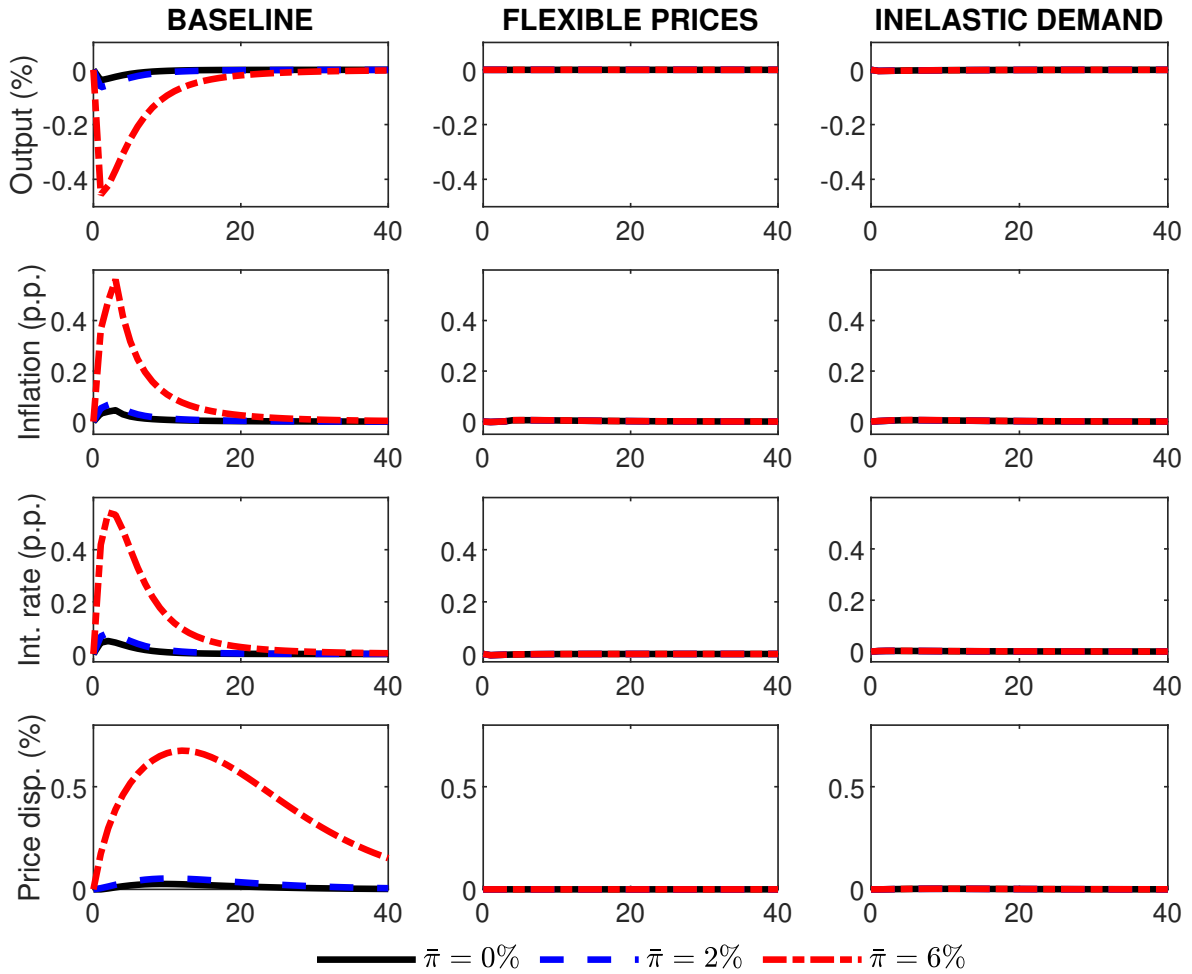 BASELINE FLEXIBLE PRICES INELASTIC DEMAND
Output (%)
0 0 0
-0.2 -0.2 -0.2
-0.4 -0.4 -0.4
0 20 40 0 20 40 0 20 40
Inflation (p.p.)
0.4 0.4 0.4
0.2 0.2 0.2
0 0 0
0 20 40 0 20 40 0 20 40
Int. rate (p.p.)
0.4 0.4 0.4
0.2 0.2 0.2
0 0 0
0 20 40 0 20 40 0 20 40
Price disp. (%)
0.5 0.5 0.5
0 0 0
0 20 40 0 20 40 0 20 40
π̄ = 0% π̄ = 2% π̄ = 6%